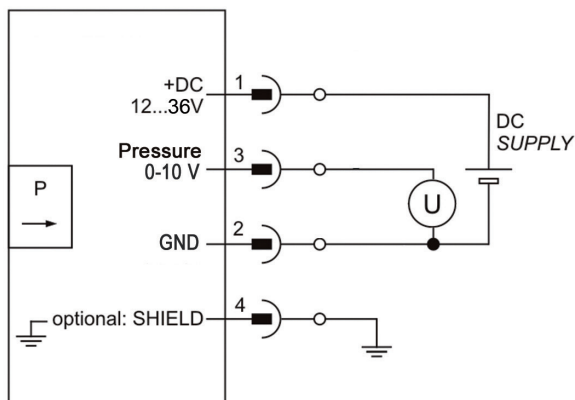 +DC 1
12...36V
DC
SUPPLY
Pressure 3
0-10 V
P
U
GND 2
optional: SHIELD 4